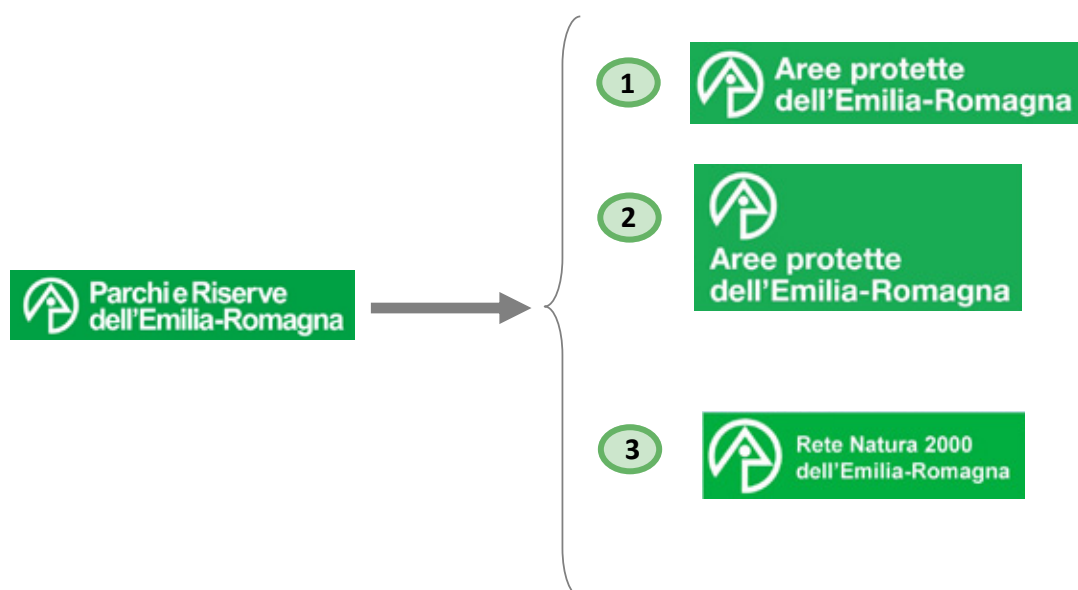 Parchi e Riserve
dell'Emilia-Romagna
1
Aree protette
dell'Emilia-Romagna
2
Aree protette
dell'Emilia-Romagna
3
Rete Natura 2000
dell'Emilia-Romagna